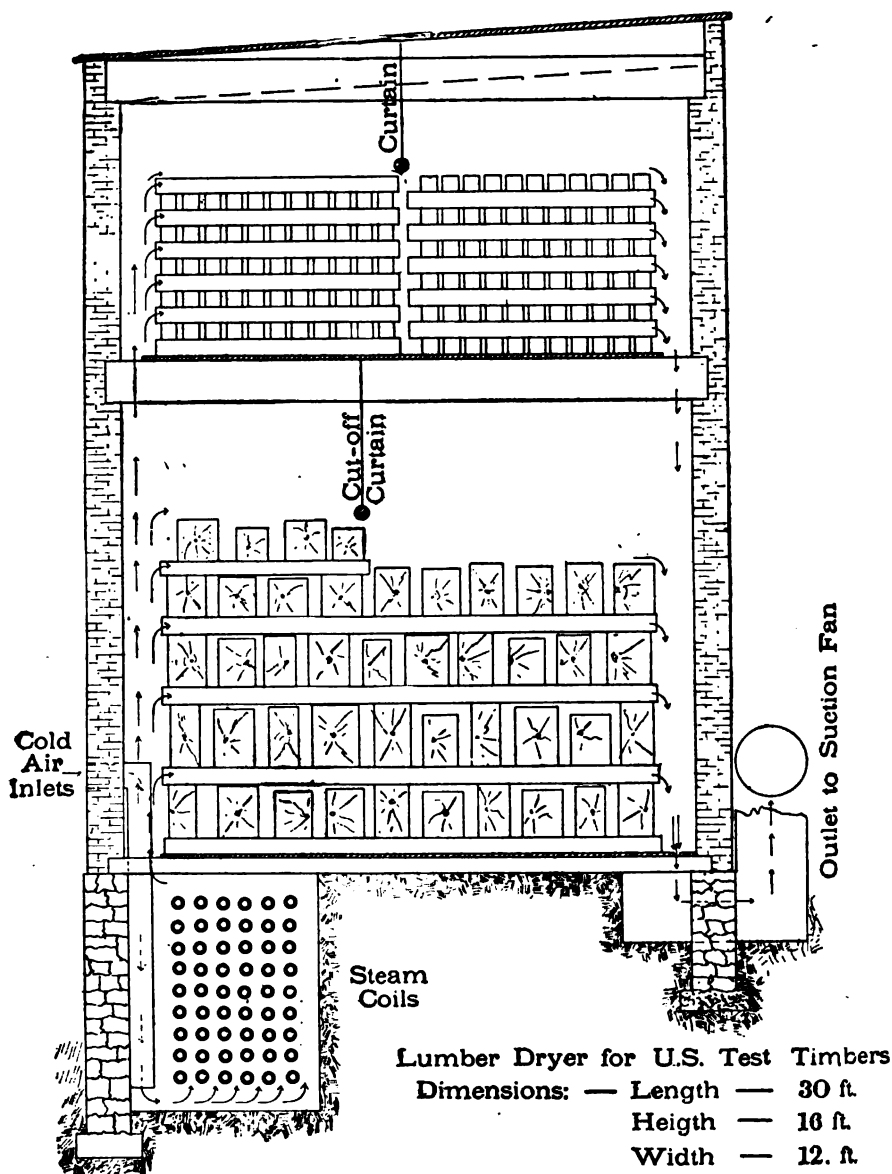 Curtain
Cut-off
Curtain
Cold
Air
Inlets
Outlet to Suction Fan
Steam
Coils
Lumber Dryer for U.S. Test Timbers
Dimensions: — Length — 30 ft.
Heigth — 16 ft.
Width — 12. ft.